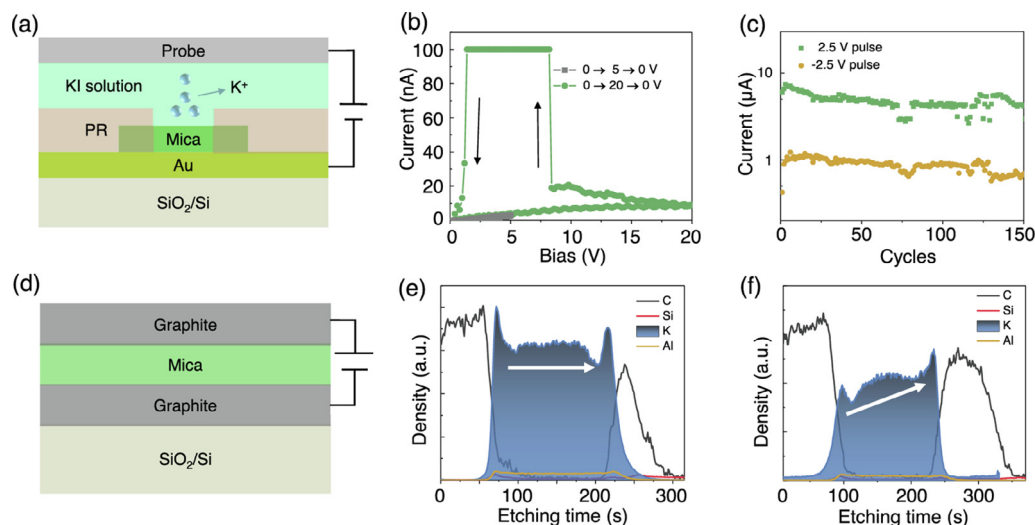 (a)
Probe
KI solution
K+
PR
Mica
Au
SiO2/Si
(b)
Current (nA)
100
80
60
40
20
0
0 → 5 → 0 V
0 → 20 → 0 V
0
5
10
15
20
Bias (V)
(c)
Current (μA)
10
1
2.5 V pulse
-2.5 V pulse
0
50
100
150
Cycles
(d)
Graphite
Mica
Graphite
SiO2/Si
(e)
Density (a.u.)
C
Si
K
Al
0
100
200
300
Etching time (s)
(f)
Density (a.u.)
C
Si
K
Al
0
100
200
300
Etching time (s)